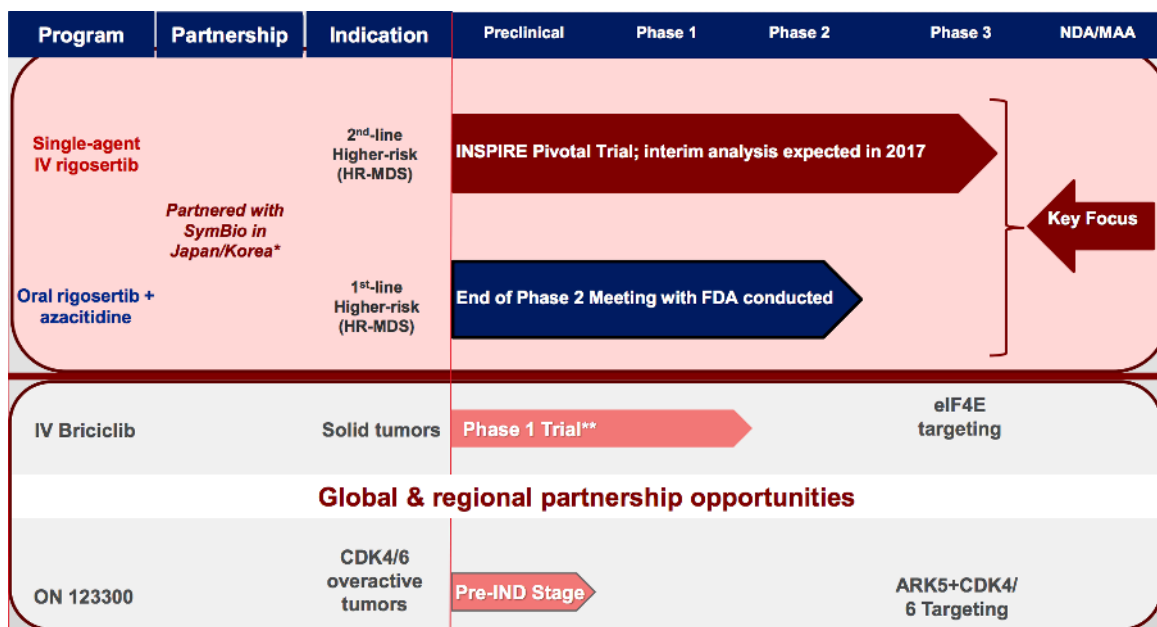 Program Partnership Indication Preclinical Phase 1 Phase 2 Phase 3 NDA/MAA
Single-agent
IV rigosertib
2nd-line
Higher-risk
(HR-MDS)
INSPIRE Pivotal Trial; interim analysis expected in 2017
Partnered with
SymBio in
Japan/Korea*
Key Focus
Oral rigosertib +
azacitidine
1st-line
Higher-risk
(HR-MDS)
End of Phase 2 Meeting with FDA conducted
IV Briciclib
Solid tumors
Phase 1 Trial**
eIF4E
targeting
Global & regional partnership opportunities
ON 123300
CDK4/6
overactive
tumors
Pre-IND Stage
ARK5+CDK4/
6 Targeting